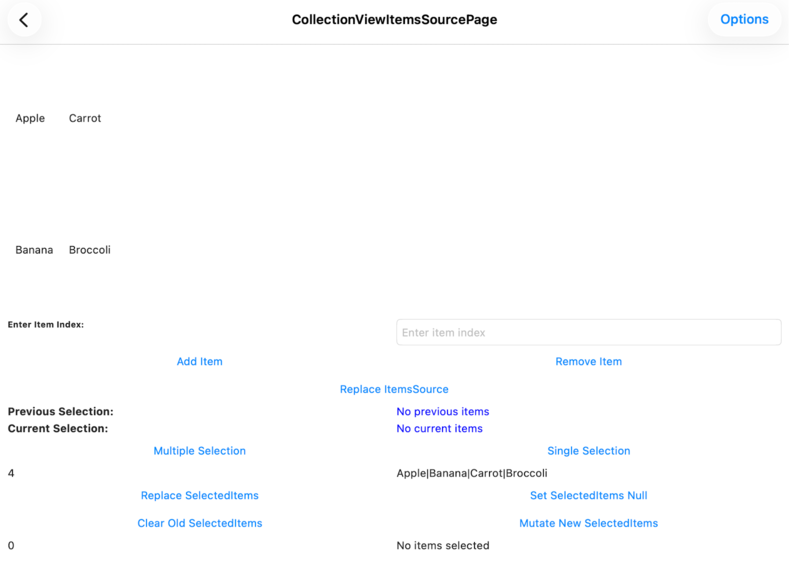 CollectionViewItemsSourcePage
Options
Apple Carrot
Banana Broccoli
Enter Item Index:
Enter item index
Add Item Remove Item
Replace ItemsSource
Previous Selection: No previous items
Current Selection: No current items
Multiple Selection Single Selection
4 Apple|Banana|Carrot|Broccoli
Replace SelectedItems Set SelectedItems Null
Clear Old SelectedItems Mutate New SelectedItems
0 No items selected